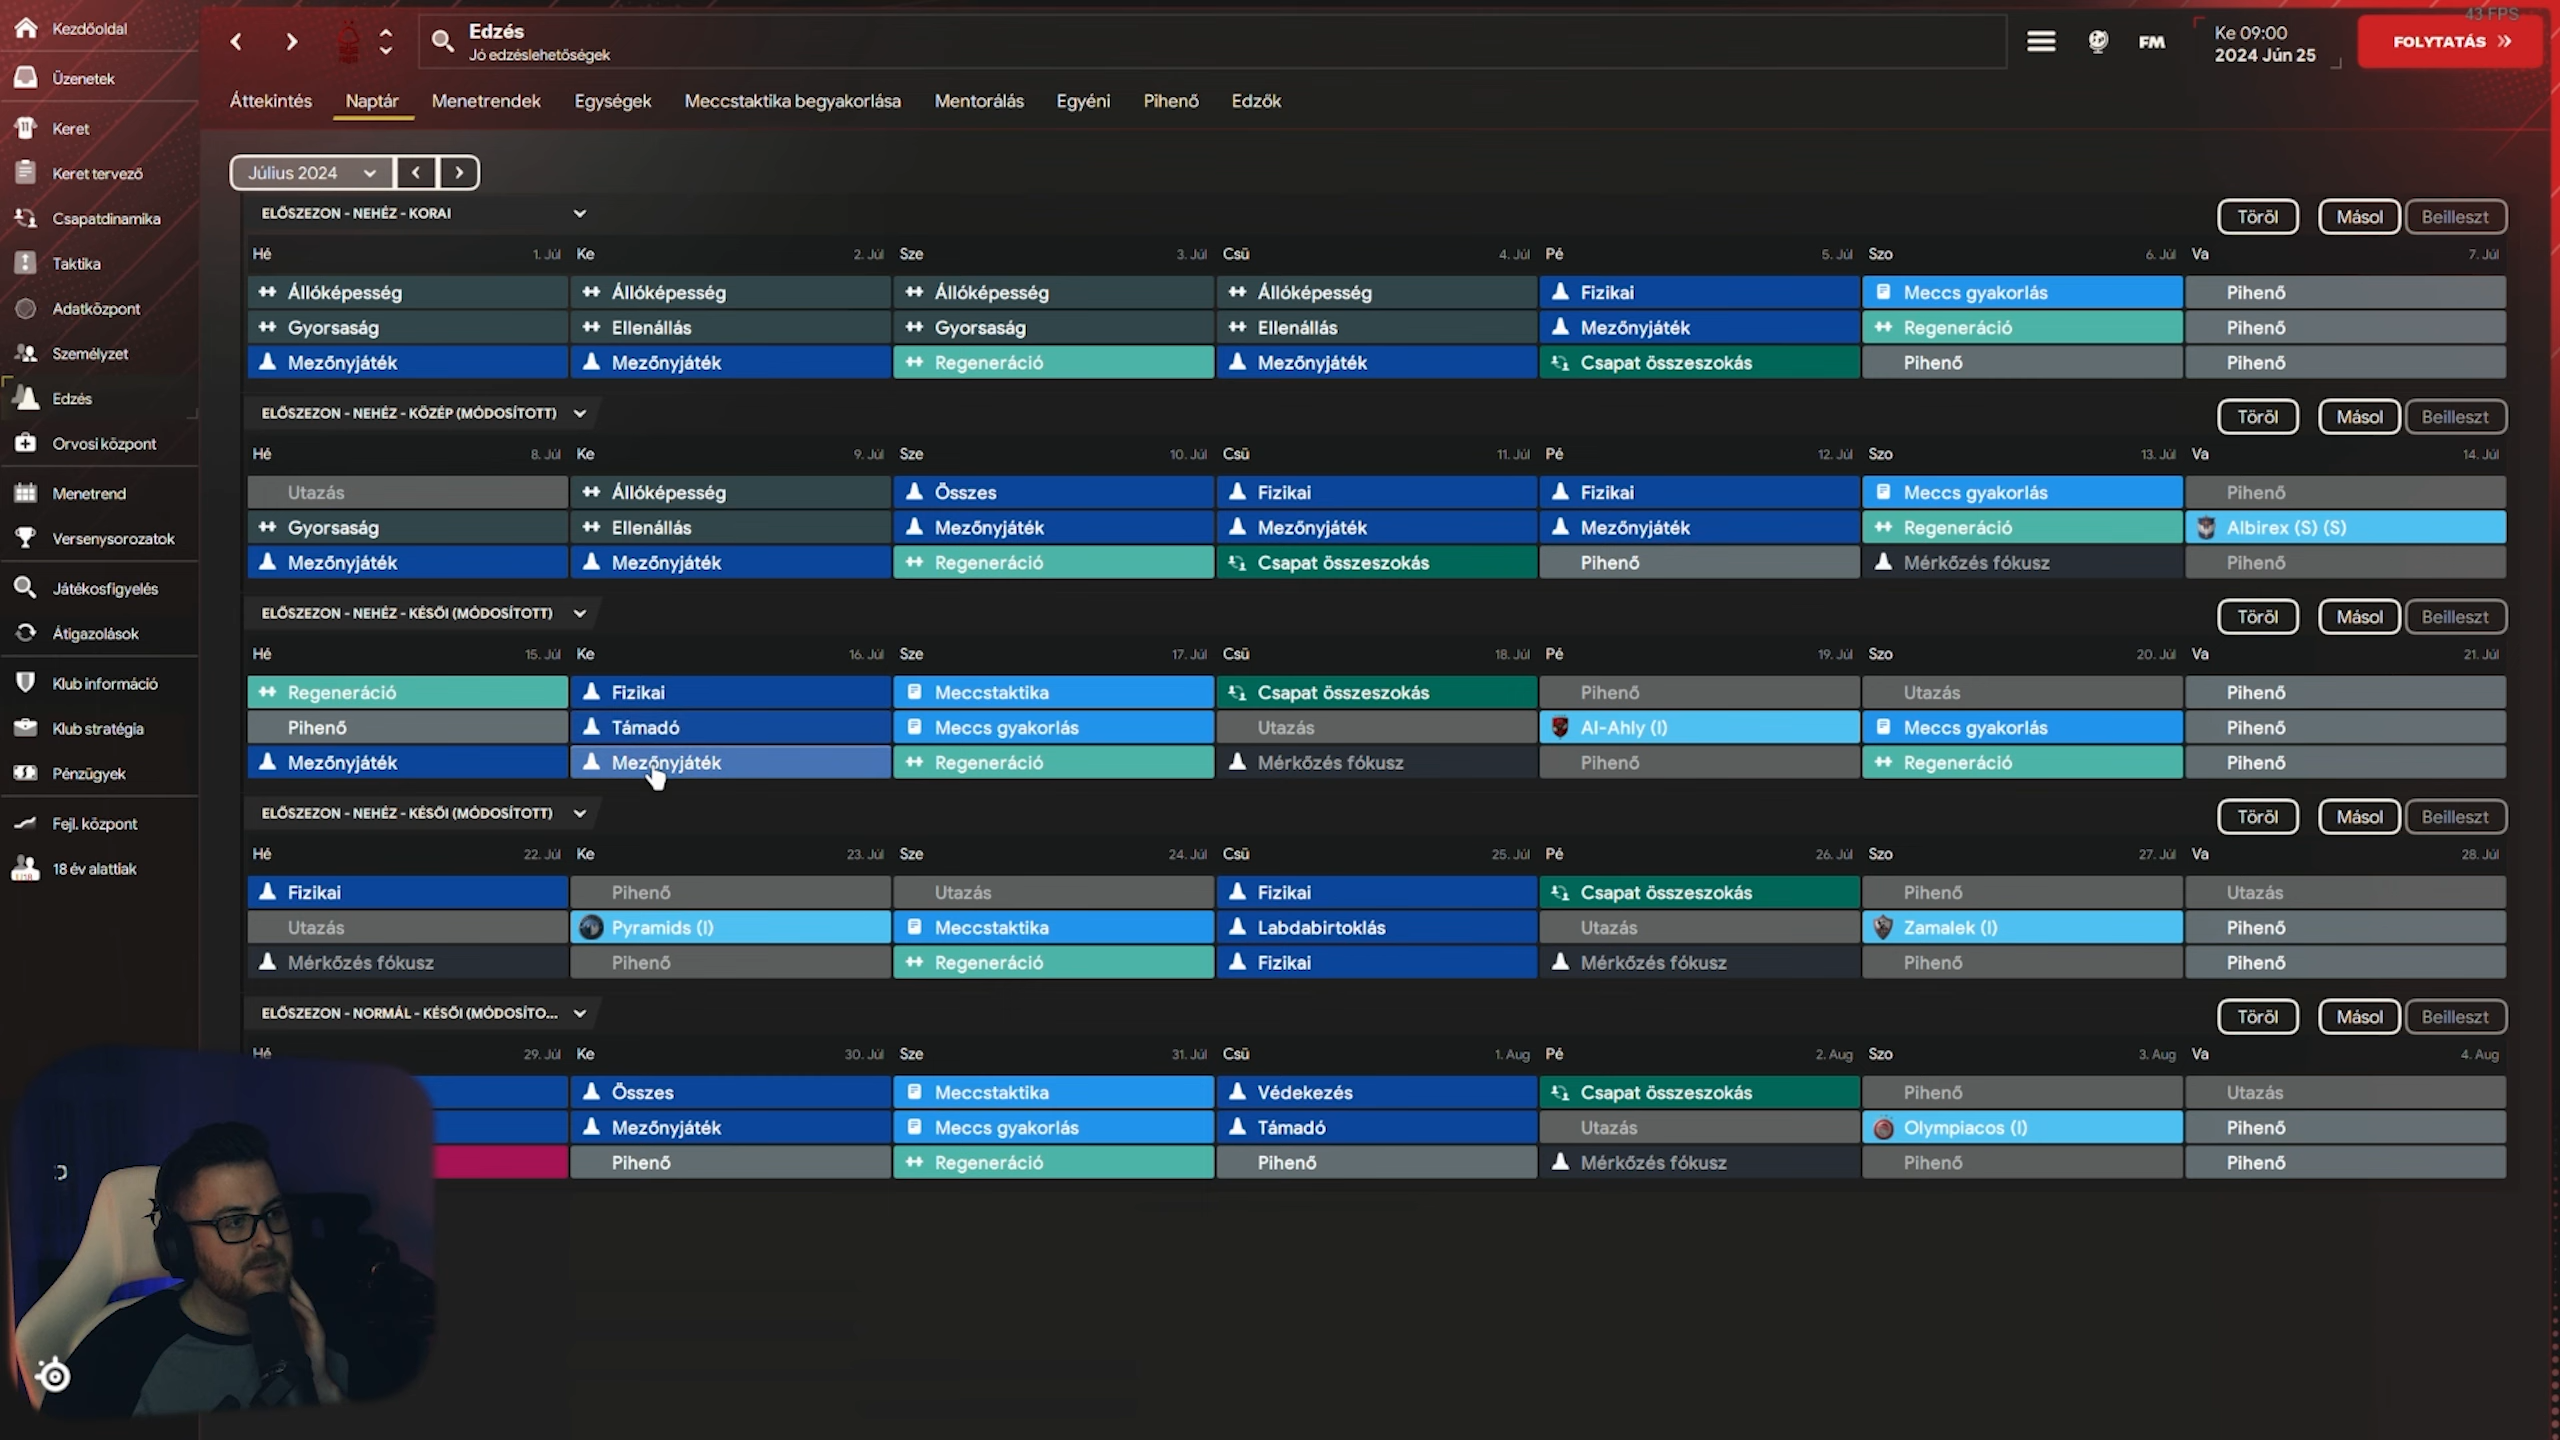 43 FPS
Kezdőoldal
Üzenetek
Keret
Keret tervező
Csapatdinamika
Taktika
Adatközpont
Személyzet
Edzés
Orvosi központ
Menetrend
Versenysorozatok
Játékosfigyelés
Átigazolások
Klub információ
Klub stratégia
Pénzügyek
Fejl. központ
18 év alattiak
Edzés
Jó edzéslehetőségek
FM
Ke 09:00
2024 Jún 25
FOLYTATÁS
Áttekintés Naptár Menetrendek Egységek Meccstaktika begyakorlása Mentorálás Egyéni Pihenő Edzők
Július 2024
ELŐSZEZON - NEHÉZ - KORAI Töröl Másol Beilleszt
Hé 1. Júl Ke 2. Júl Sze 3. Júl Csü 4. Júl Pé 5. Júl Szo 6. Júl Va 7. Júl
Állóképesség Állóképesség Állóképesség Állóképesség Fizikai Meccs gyakorlás Pihenő
Gyorsaság Ellenállás Gyorsaság Ellenállás Mezőnyjáték Regeneráció Pihenő
Mezőnyjáték Mezőnyjáték Regeneráció Mezőnyjáték Csapat összeszokás Pihenő Pihenő
ELŐSZEZON - NEHÉZ - KÖZÉP (MÓDOSÍTOTT) Töröl Másol Beilleszt
Hé 8. Júl Ke 9. Júl Sze 10. Júl Csü 11. Júl Pé 12. Júl Szo 13. Júl Va 14. Júl
Utazás Állóképesség Összes Fizikai Fizikai Meccs gyakorlás Pihenő
Gyorsaság Ellenállás Mezőnyjáték Mezőnyjáték Mezőnyjáték Regeneráció Albirex (S) (S)
Mezőnyjáték Mezőnyjáték Regeneráció Csapat összeszokás Pihenő Mérkőzés fókusz Pihenő
ELŐSZEZON - NEHÉZ - KÉSŐI (MÓDOSÍTOTT) Töröl Másol Beilleszt
Hé 15. Júl Ke 16. Júl Sze 17. Júl Csü 18. Júl Pé 19. Júl Szo 20. Júl Va 21. Júl
Regeneráció Fizikai Meccstaktika Csapat összeszokás Pihenő Utazás Pihenő
Pihenő Támadó Meccs gyakorlás Utazás Al-Ahly (I) Meccs gyakorlás Pihenő
Mezőnyjáték Mezőnyjáték Regeneráció Mérkőzés fókusz Pihenő Regeneráció Pihenő
ELŐSZEZON - NEHÉZ - KÉSŐI (MÓDOSÍTOTT) Töröl Másol Beilleszt
Hé 22. Júl Ke 23. Júl Sze 24. Júl Csü 25. Júl Pé 26. Júl Szo 27. Júl Va 28. Júl
Fizikai Pihenő Utazás Fizikai Csapat összeszokás Pihenő Utazás
Utazás Pyramids (I) Meccstaktika Labdabirtoklás Utazás Zamalek (I) Pihenő
Mérkőzés fókusz Pihenő Regeneráció Fizikai Mérkőzés fókusz Pihenő Pihenő
ELŐSZEZON - NORMÁL - KÉSŐI (MÓDOSÍTO... Töröl Másol Beilleszt
Hé 29. Júl Ke 30. Júl Sze 31. Júl Csü 1. Aug Pé 2. Aug Szo 3. Aug Va 4. Aug
Összes Meccstaktika Védekezés Csapat összeszokás Pihenő Utazás
Mezőnyjáték Meccs gyakorlás Támadó Utazás Olympiacos (I) Pihenő
Pihenő Regeneráció Pihenő Mérkőzés fókusz Pihenő Pihenő